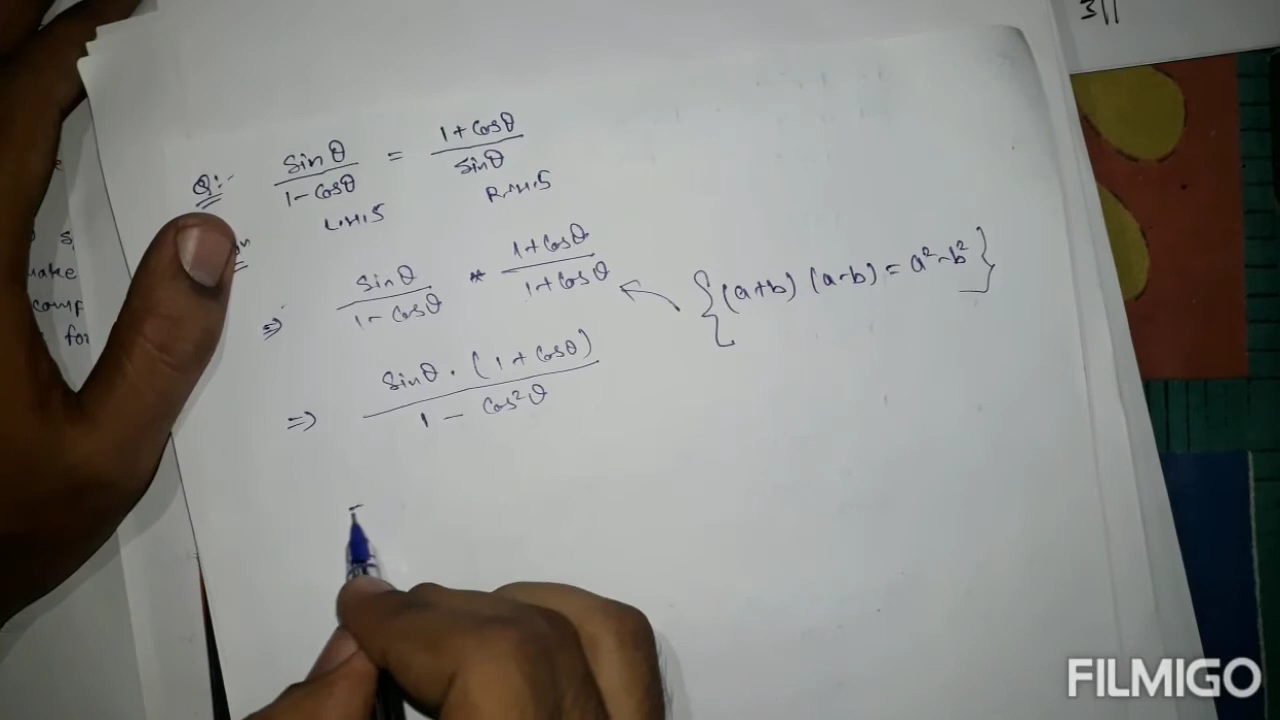 Q:- sinθ / 1 - cosθ = 1 + cosθ / sinθ
L.H.S R.H.S
⇒ sinθ / 1 - cosθ * 1 + cosθ / 1 + cosθ {(a+b) (a-b) = a² - b²}
⇒ sinθ . (1 + cosθ) / 1 - cos²θ
FILMIGO